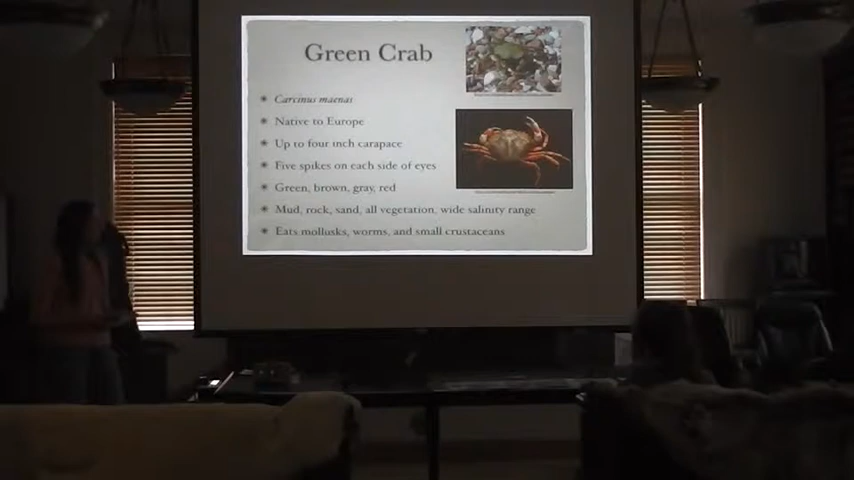 Green Crab
Carcinus maenas
Native to Europe
Up to four inch carapace
Five spikes on each side of eyes
Green, brown, gray, red
Mud, rock, sand, all vegetation, wide salinity range
Eats mollusks, worms, and small crustaceans